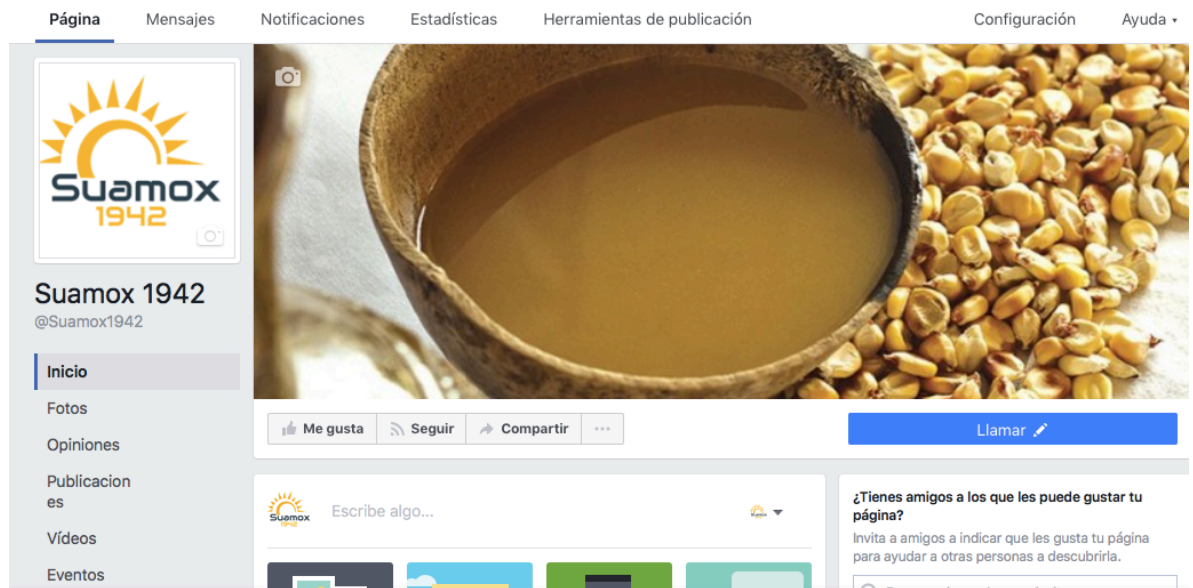 Página Mensajes Notificaciones Estadísticas Herramientas de publicación Configuración Ayuda
Suamox
1942
Suamox 1942
@Suamox1942
Inicio
Fotos
Opiniones
Publicacion
es
Vídeos
Eventos
Me gusta Seguir Compartir ...
Llamar
Suamox
1942
Escribe algo...
¿Tienes amigos a los que les puede gustar tu
página?
Invita a amigos a indicar que les gusta tu página
para ayudar a otras personas a descubrirla.